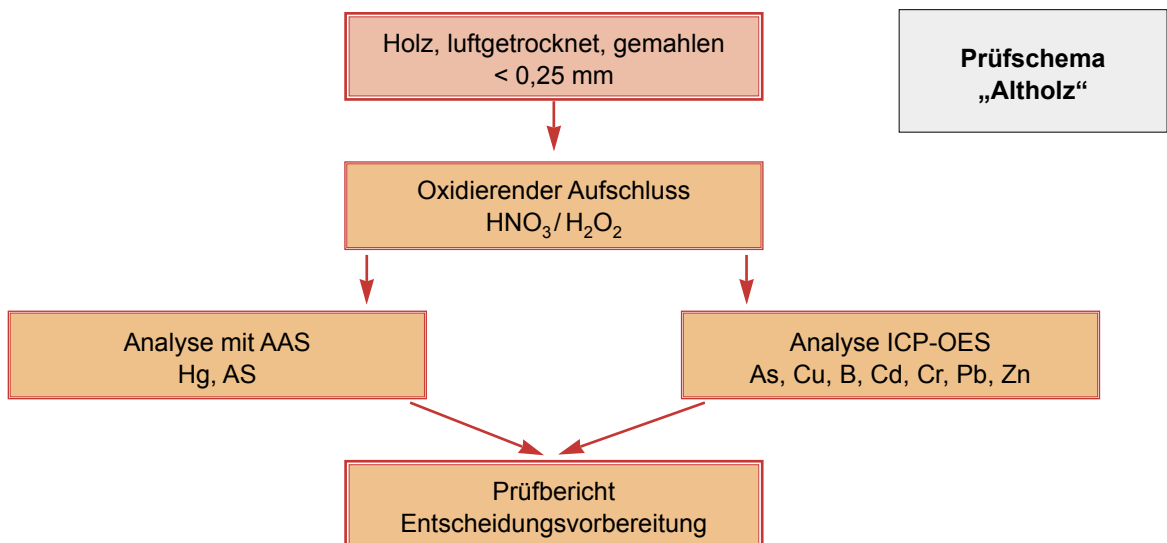 Holz, luftgetrocknet, gemahlen
< 0,25 mm
Prüfschema
„Altholz“
Oxidierender Aufschluss
HNO₃ / H₂O₂
Analyse mit AAS
Hg, AS
Analyse ICP-OES
As, Cu, B, Cd, Cr, Pb, Zn
Prüfbericht
Entscheidungsvorbereitung